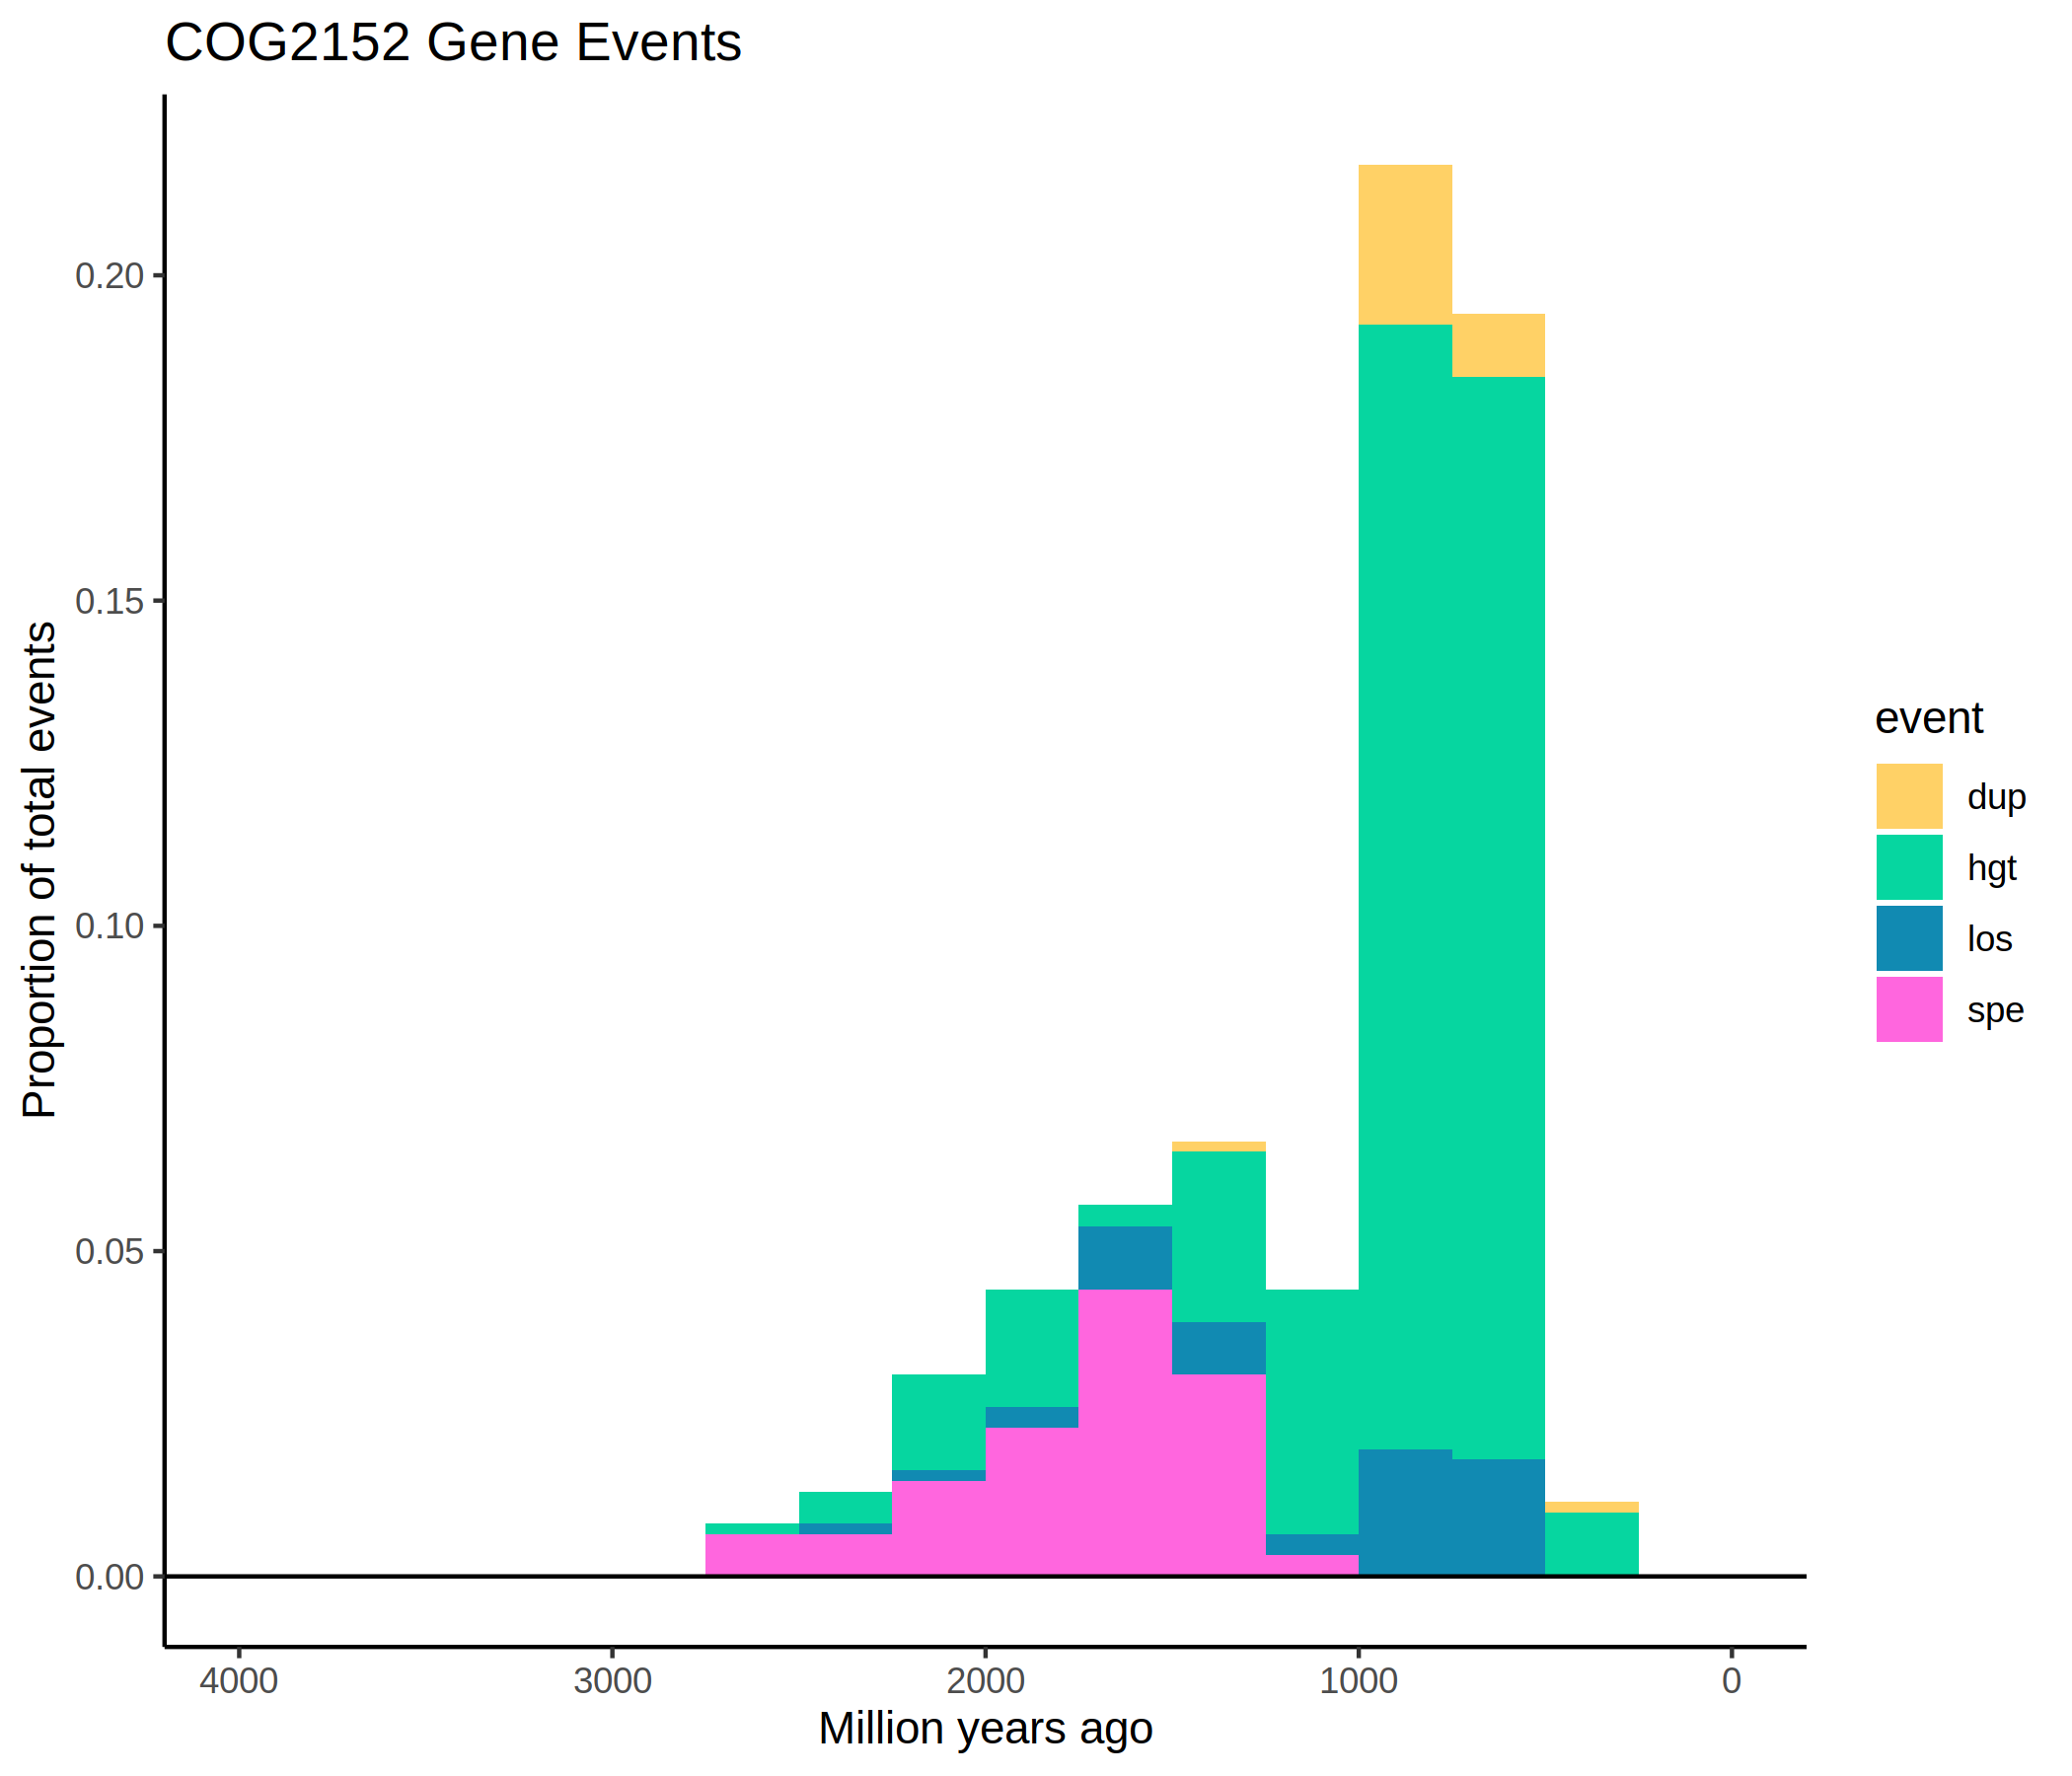 COG2152 Gene Events
Proportion of total events
0.20
0.15
0.10
0.05
0.00
4000 3000 2000 1000 0
Million years ago
event
dup
hgt
los
spe